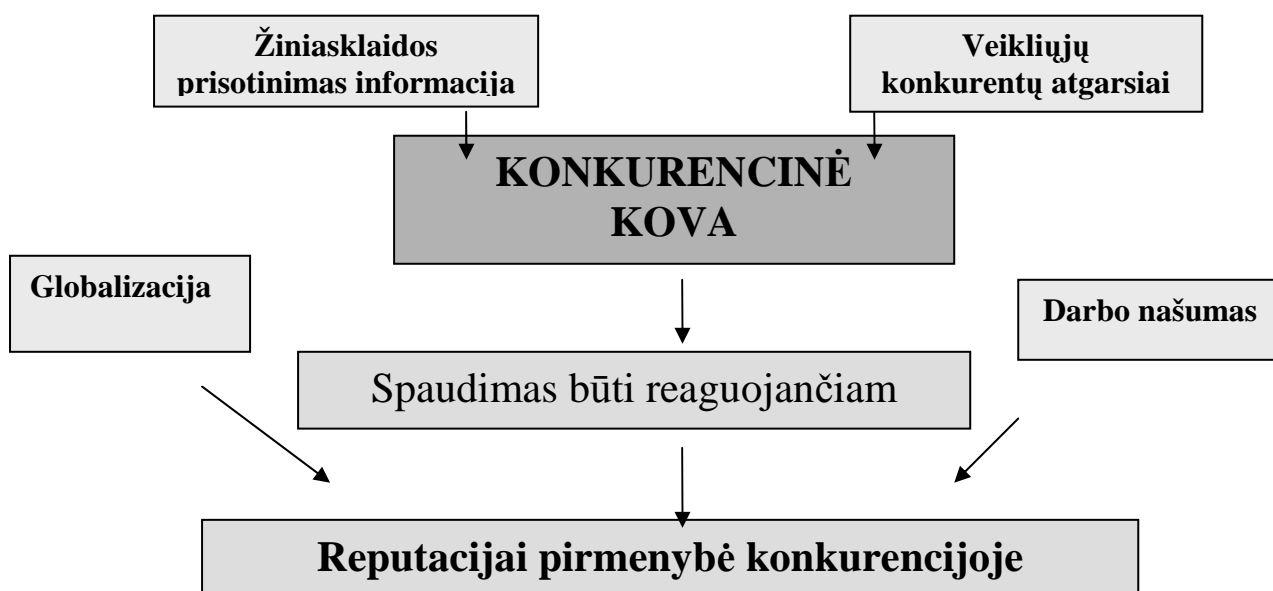 Žiniasklaidos
prisotinimas informacija
Veikliųjų
konkurentų atgarsiai
KONKURENCINĖ
KOVA
Globalizacija
Darbo našumas
Spaudimas būti reaguojančiam
Reputacijai pirmenybė konkurencijoje